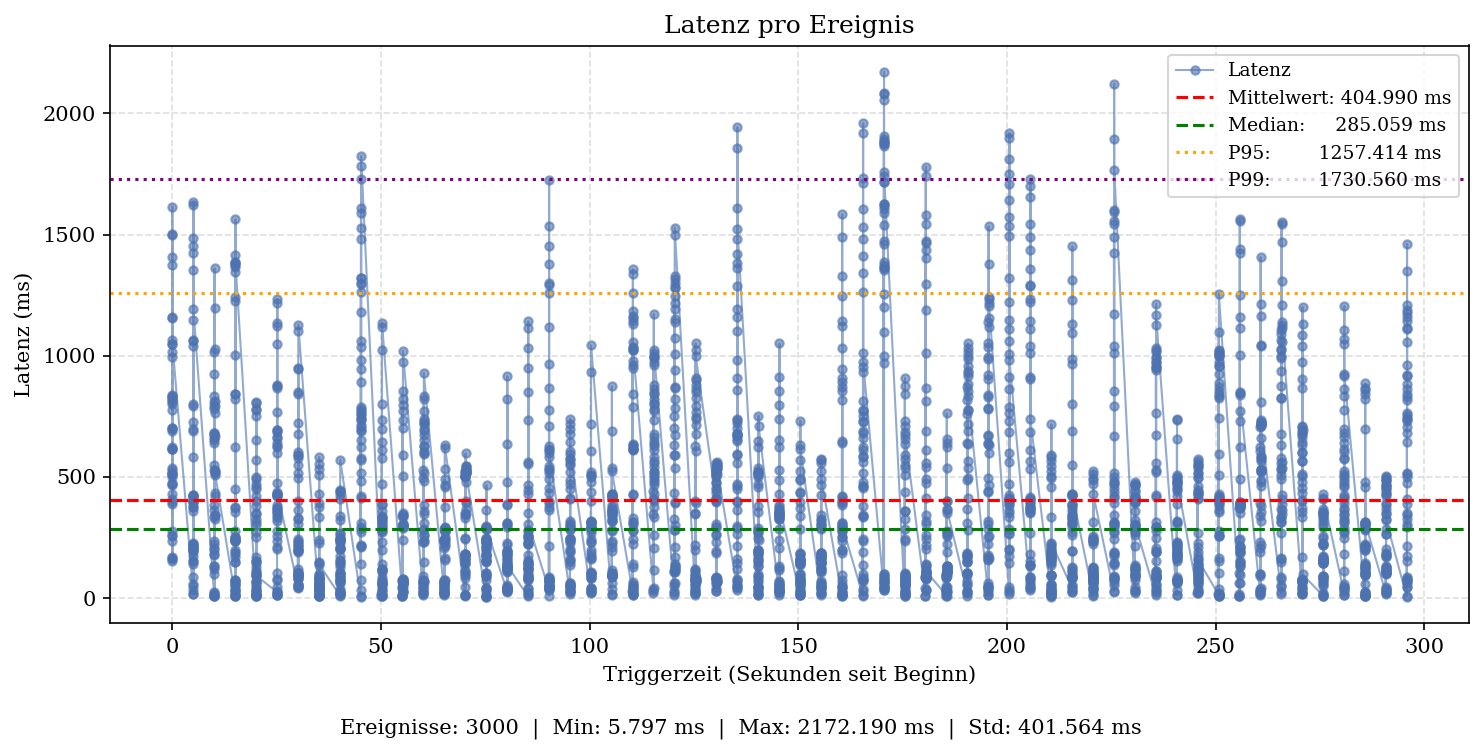 Latenz pro Ereignis
Latenz (ms)
2000
1500
1000
500
0
Latenz
Mittelwert: 404.990 ms
Median: 285.059 ms
P95: 1257.414 ms
P99: 1730.560 ms
0 50 100 150 200 250 300
Triggerzeit (Sekunden seit Beginn)
Ereignisse: 3000 | Min: 5.797 ms | Max: 2172.190 ms | Std: 401.564 ms